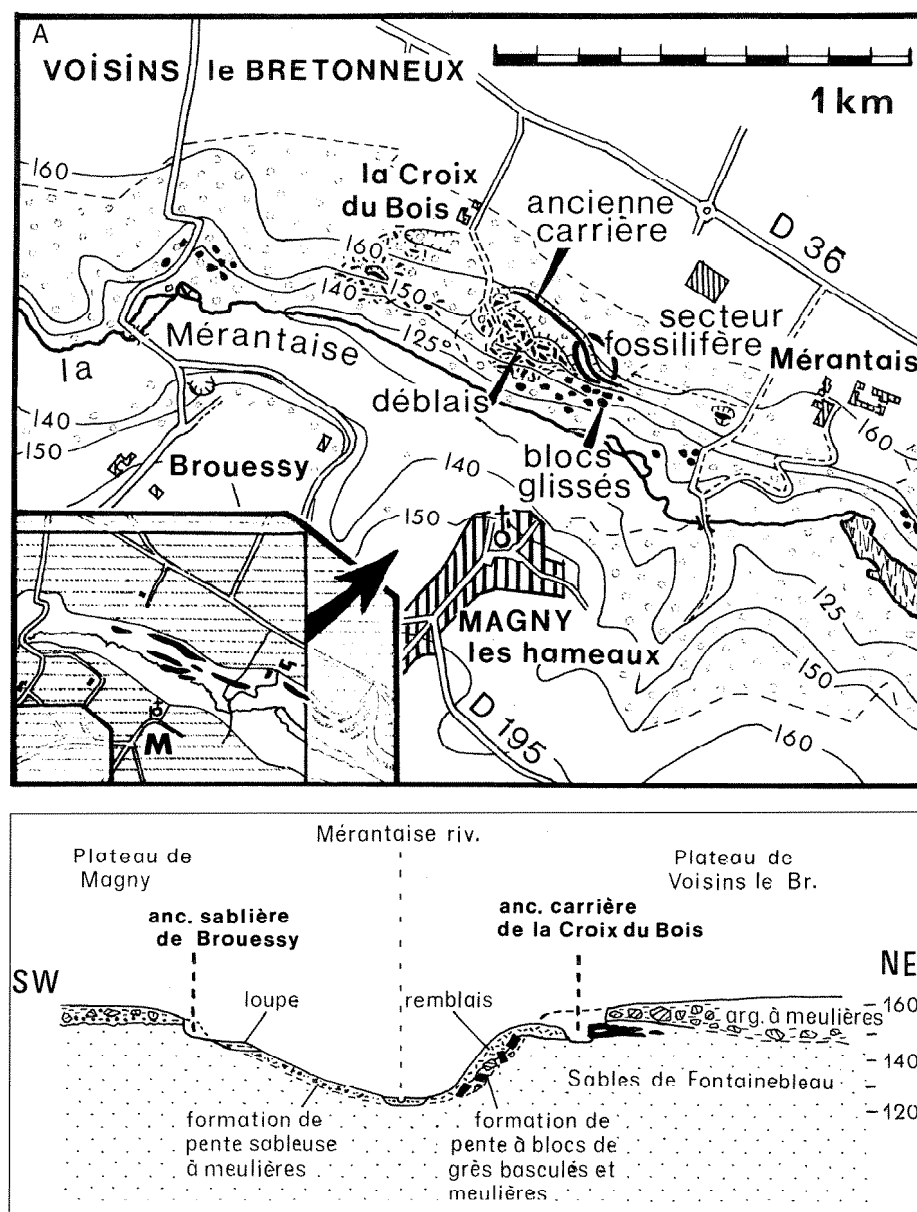 A
VOiSiNS le BRETONNEUX
1 km
160
la Croix
du Bois
ancienne
carrière
D 36
160
150
140
secteur
fossilifère
Mérantais
la
Mérantaise
125
déblais
140
150
160
blocs
glissés
Brouessy
140
150
MAGNY
les hameaux
125
150
160
D 195
M
Mérantaise riv.
Plateau de
Magny
Plateau de
Voisins le Br.
anc. sablière
de Brouessy
anc. carrière
de la Croix du Bois
SW
NE
loupe
remblais
160
arg. à meulières
140
Sables de Fontainebleau
120
formation de
pente sableuse
à meulières
formation de
pente à blocs de
grès basculés et
meulières